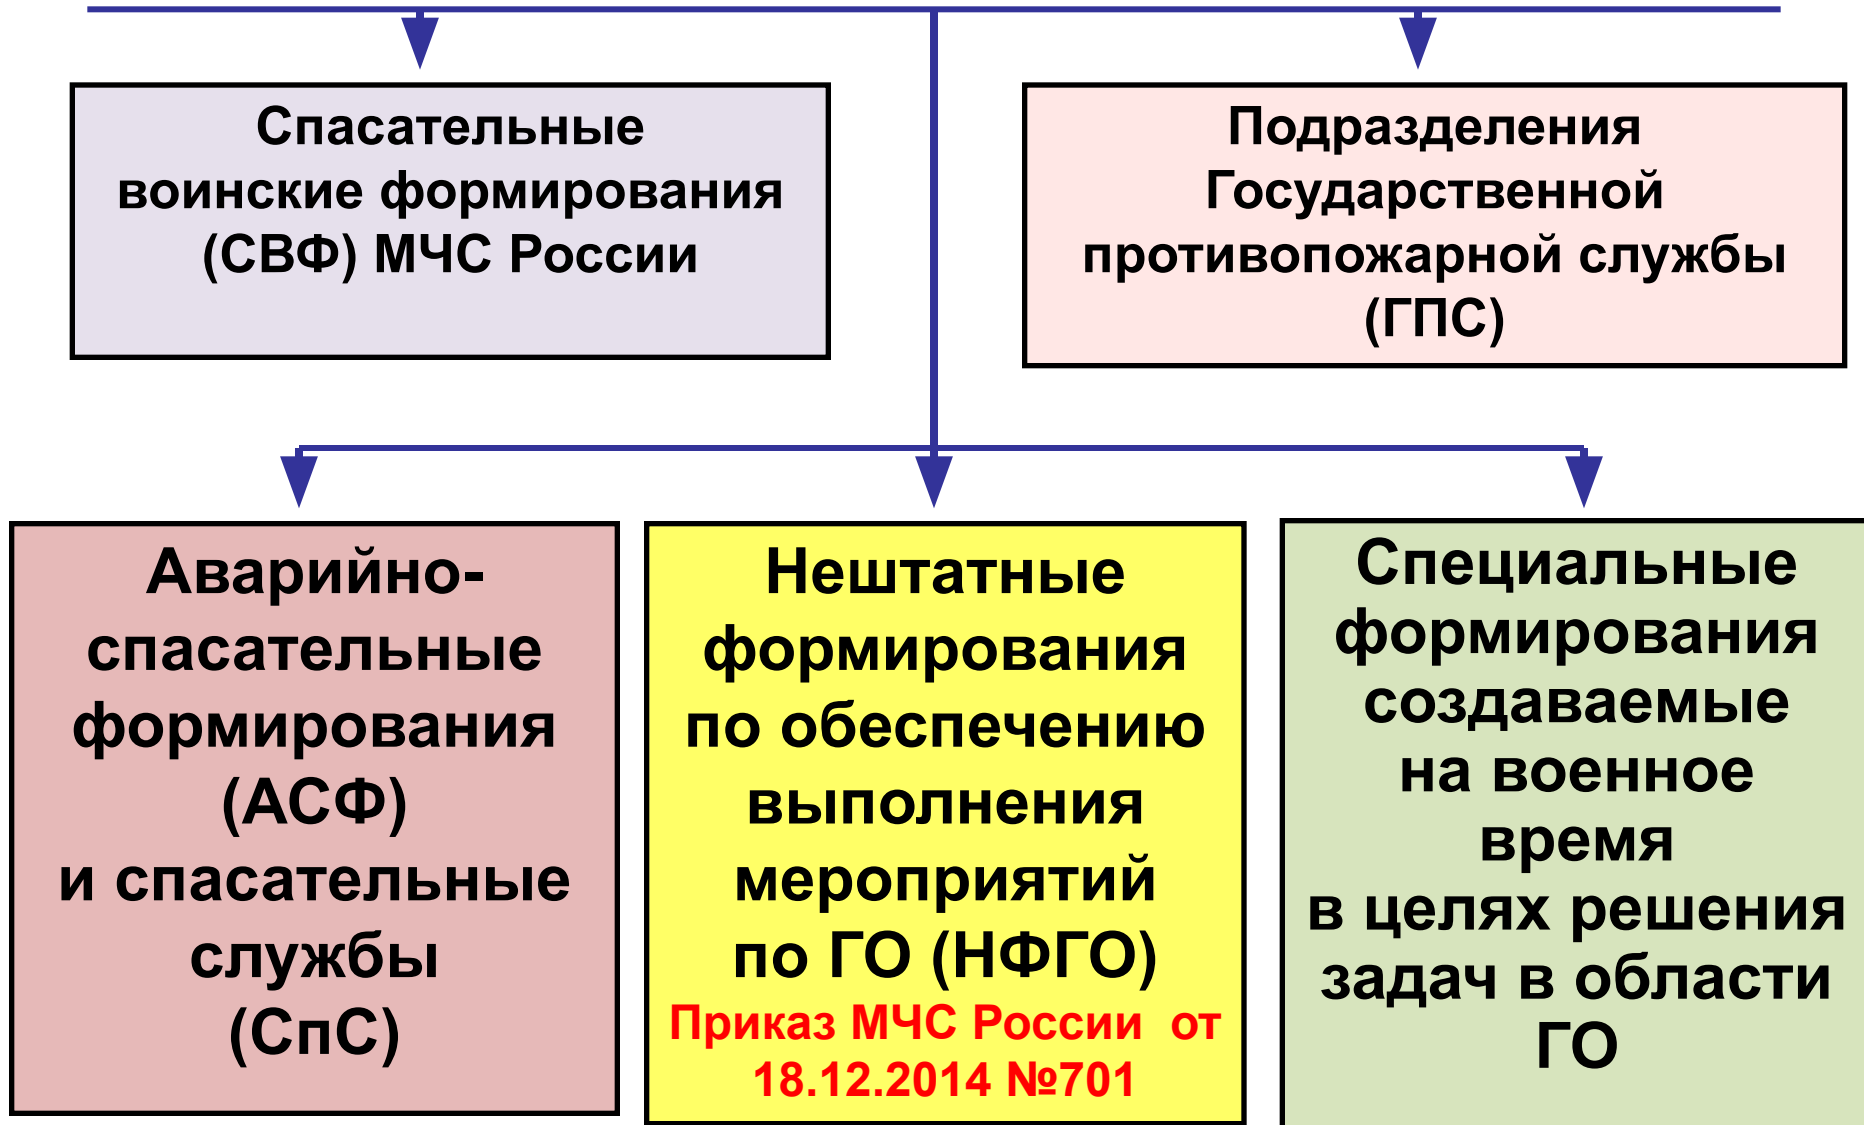 Спасательные
воинские формирования
(СВФ) МЧС России
Подразделения
Государственной
противопожарной службы
(ГПС)
Аварийно-
спасательные
формирования
(АСФ)
и спасательные
службы
(СпС)
Нештатные
формирования
по обеспечению
выполнения
мероприятий
по ГО (НФГО)
Приказ МЧС России от
18.12.2014 №701
Специальные
формирования
создаваемые
на военное
время
в целях решения
задач в области
ГО